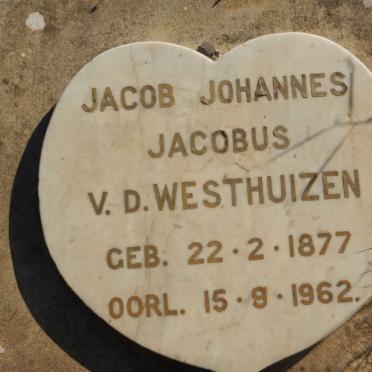 JACOB JOHANNES
JACOBUS
V. D. WESTHUIZEN
GEB. 22·2·1877
OORL. 15·9·1962.